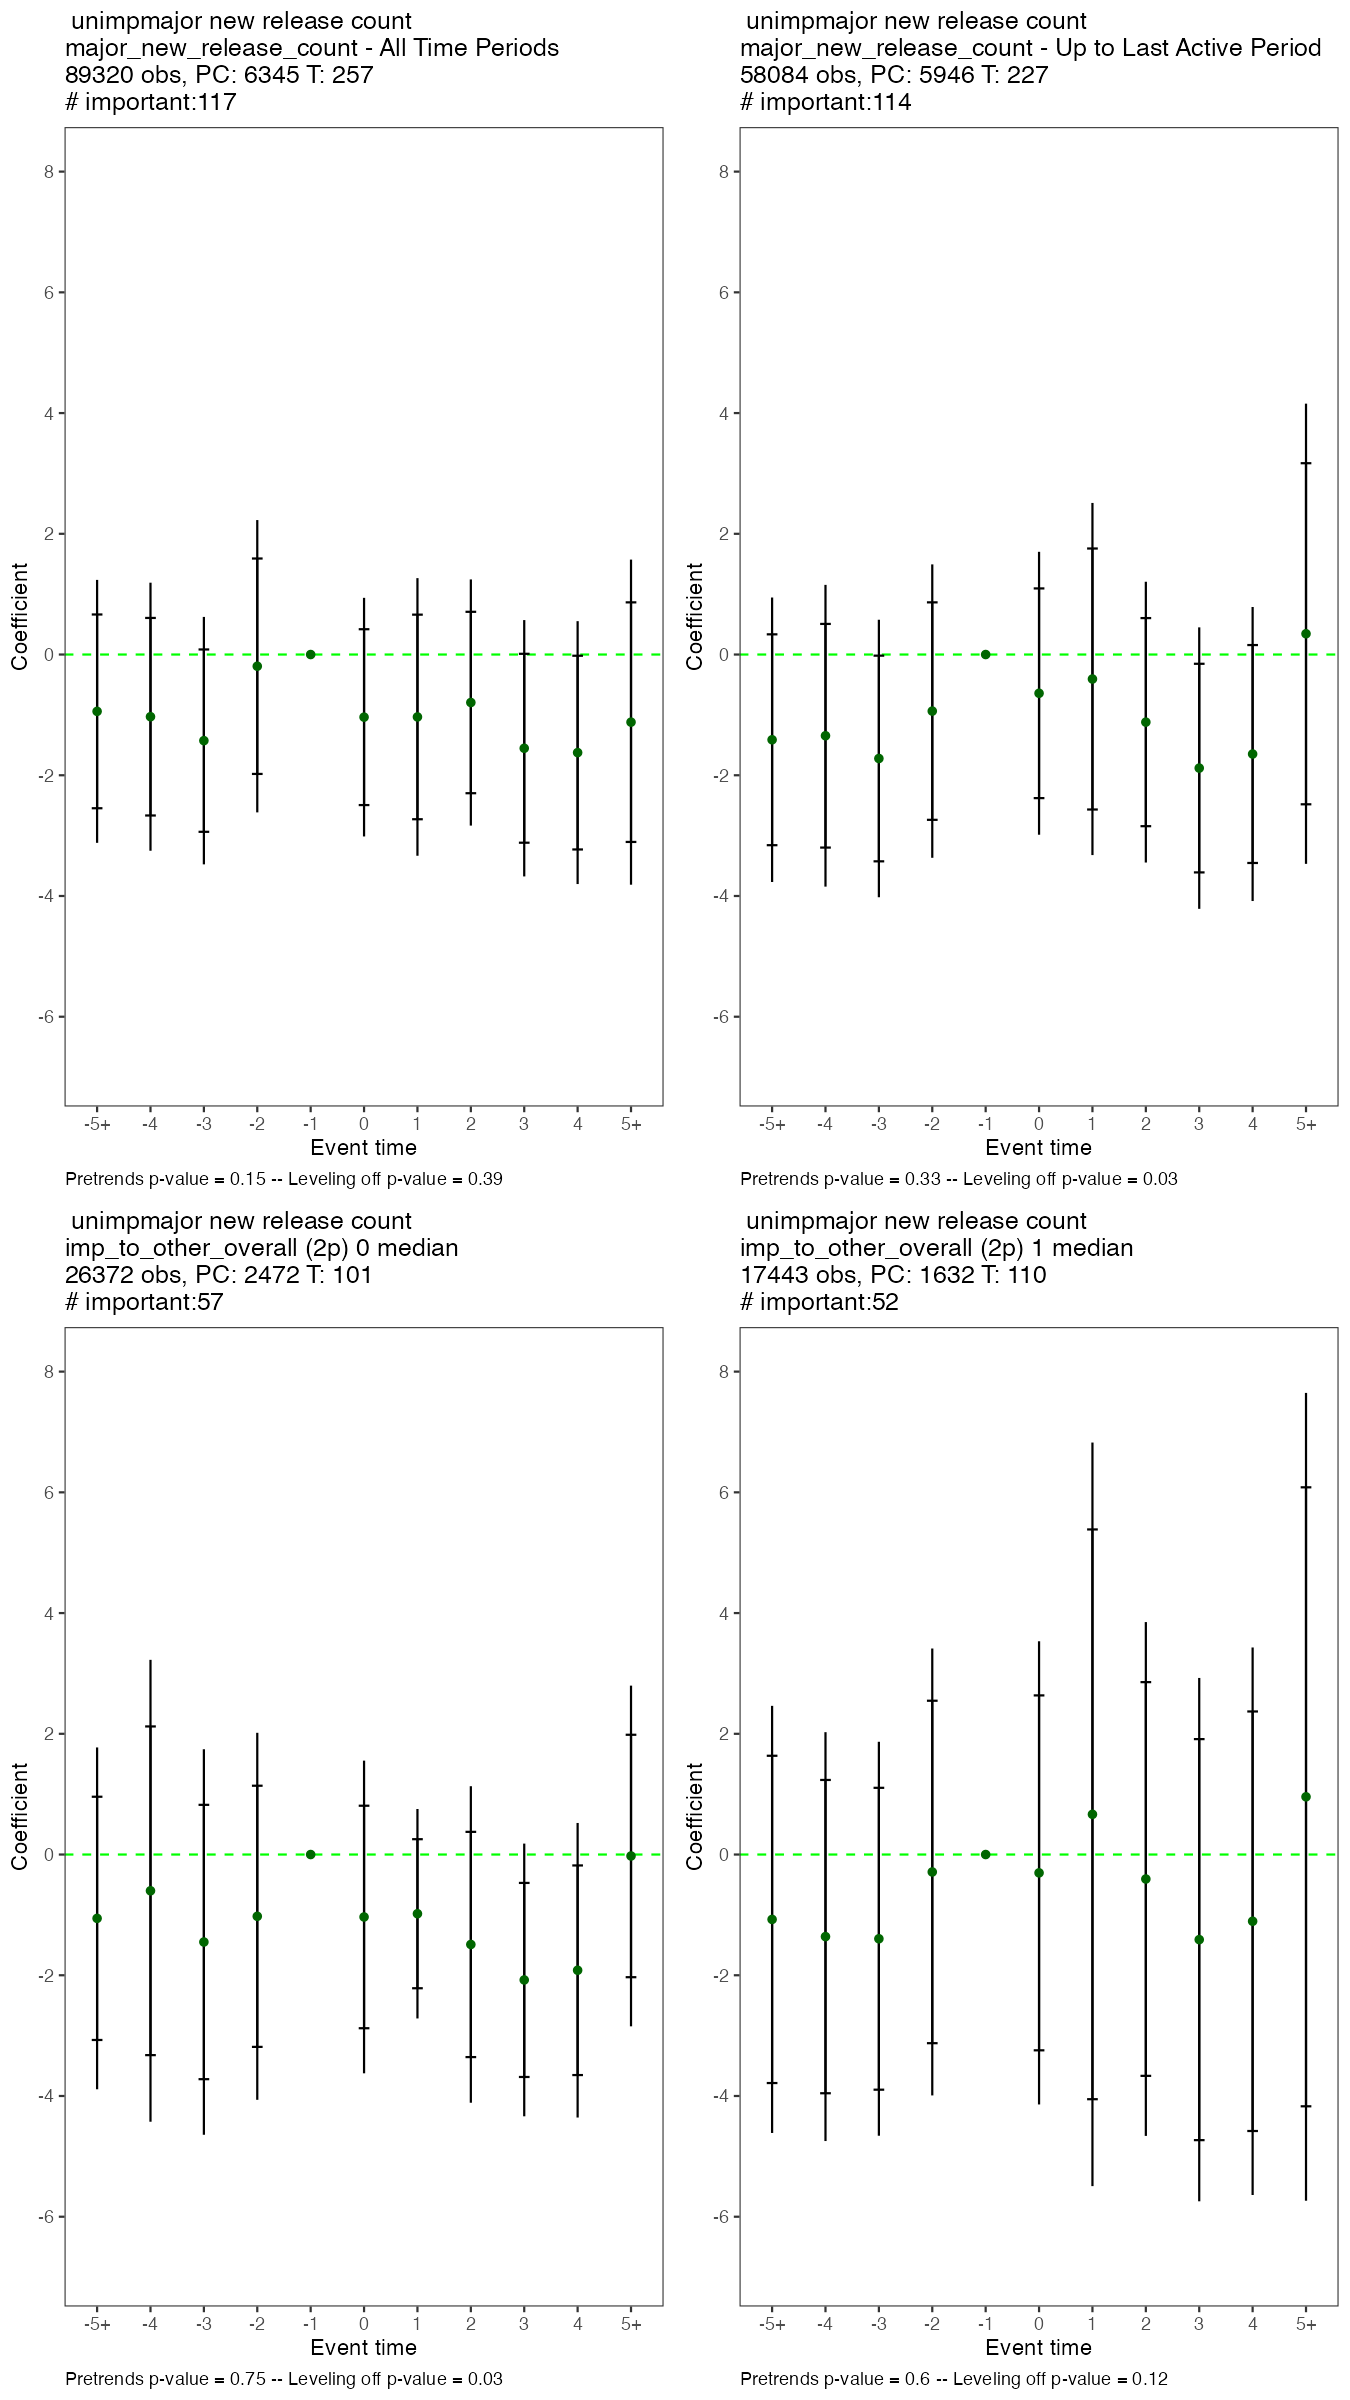 unimpmajor new release count
major_new_release_count - All Time Periods
89320 obs, PC: 6345 T: 257
# important:117
8
6
4
2
0
-2
-4
-6
Coefficient
-5+ -4 -3 -2 -1 0 1 2 3 4 5+
Event time
Pretrends p-value = 0.15 -- Leveling off p-value = 0.39
unimpmajor new release count
major_new_release_count - Up to Last Active Period
58084 obs, PC: 5946 T: 227
# important:114
8
6
4
2
0
-2
-4
-6
Coefficient
-5+ -4 -3 -2 -1 0 1 2 3 4 5+
Event time
Pretrends p-value = 0.33 -- Leveling off p-value = 0.03
unimpmajor new release count
imp_to_other_overall (2p) 0 median
26372 obs, PC: 2472 T: 101
# important:57
8
6
4
2
0
-2
-4
-6
Coefficient
-5+ -4 -3 -2 -1 0 1 2 3 4 5+
Event time
Pretrends p-value = 0.75 -- Leveling off p-value = 0.03
unimpmajor new release count
imp_to_other_overall (2p) 1 median
17443 obs, PC: 1632 T: 110
# important:52
8
6
4
2
0
-2
-4
-6
Coefficient
-5+ -4 -3 -2 -1 0 1 2 3 4 5+
Event time
Pretrends p-value = 0.6 -- Leveling off p-value = 0.12